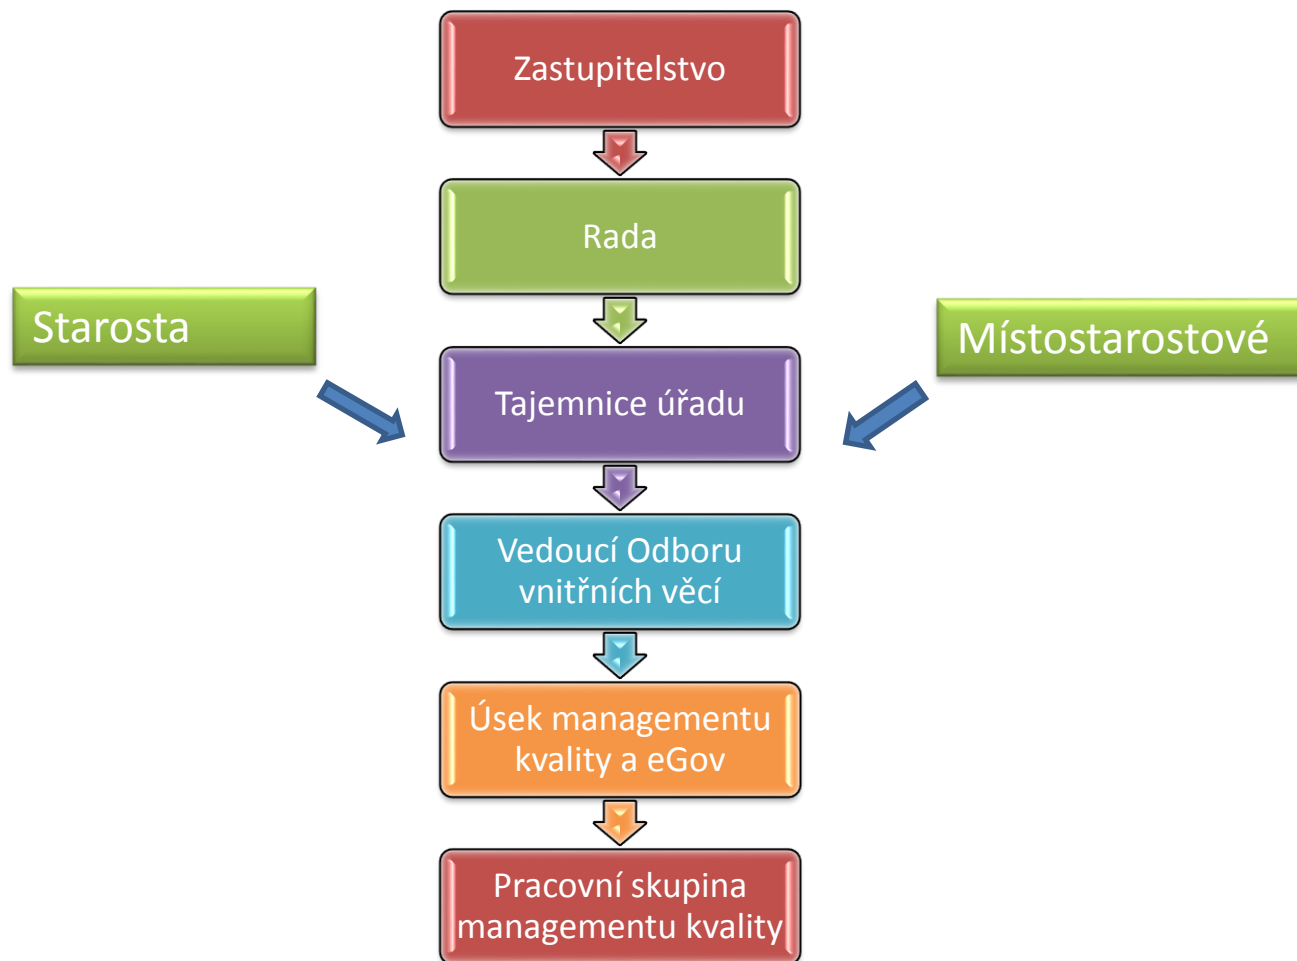 Zastupitelstvo
Rada
Starosta
Místostarostové
Tajemnice úřadu
Vedoucí Odboru
vnitřních věcí
Úsek managementu
kvality a eGov
Pracovní skupina
managementu kvality